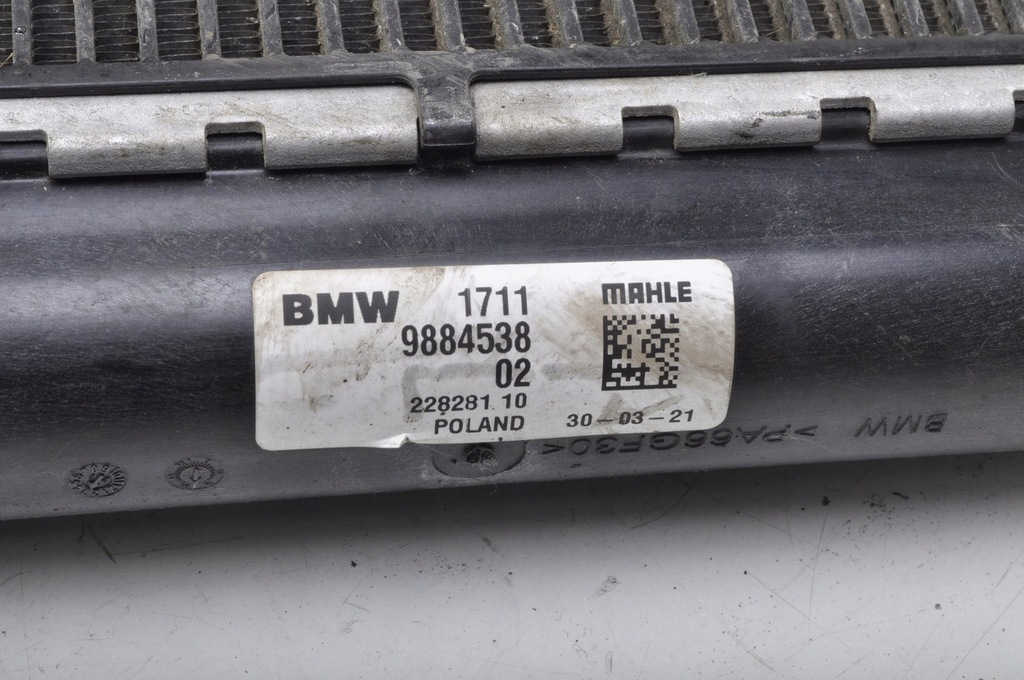 BMW 1711
9884538
02
228281 10
POLAND
MAHLE
30-03-21
BMW >PA66GF30<